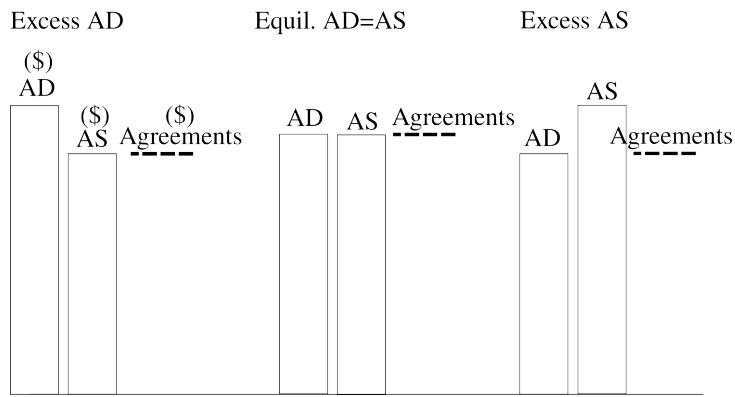 Excess AD
Equil. AD=AS
Excess AS
($)
AD
($)
AS
($)
Agreements
AD
AS
Agreements
AD
AS
Agreements